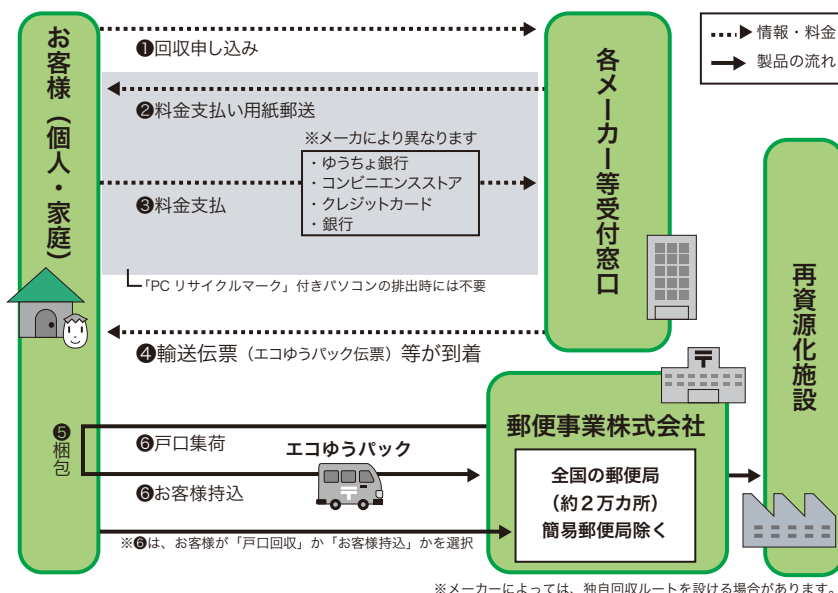 お客様（個人・家庭）
❶回収申し込み
各メーカー等受付窓口
情報・料金
製品の流れ
❷料金支払い用紙郵送
※メーカにより異なります
・ゆうちょ銀行
・コンビニエンスストア
・クレジットカード
・銀行
❸料金支払
「PCリサイクルマーク」付きパソコンの排出時には不要
❹輸送伝票（エコゆうパック伝票）等が到着
再資源化施設
❺梱包
❻戸口集荷
エコゆうパック
❻お客様持込
郵便事業株式会社
全国の郵便局
（約２万カ所）
簡易郵便局除く
※❻は、お客様が「戸口回収」か「お客様持込」かを選択
※メーカーによっては、独自回収ルートを設ける場合があります。